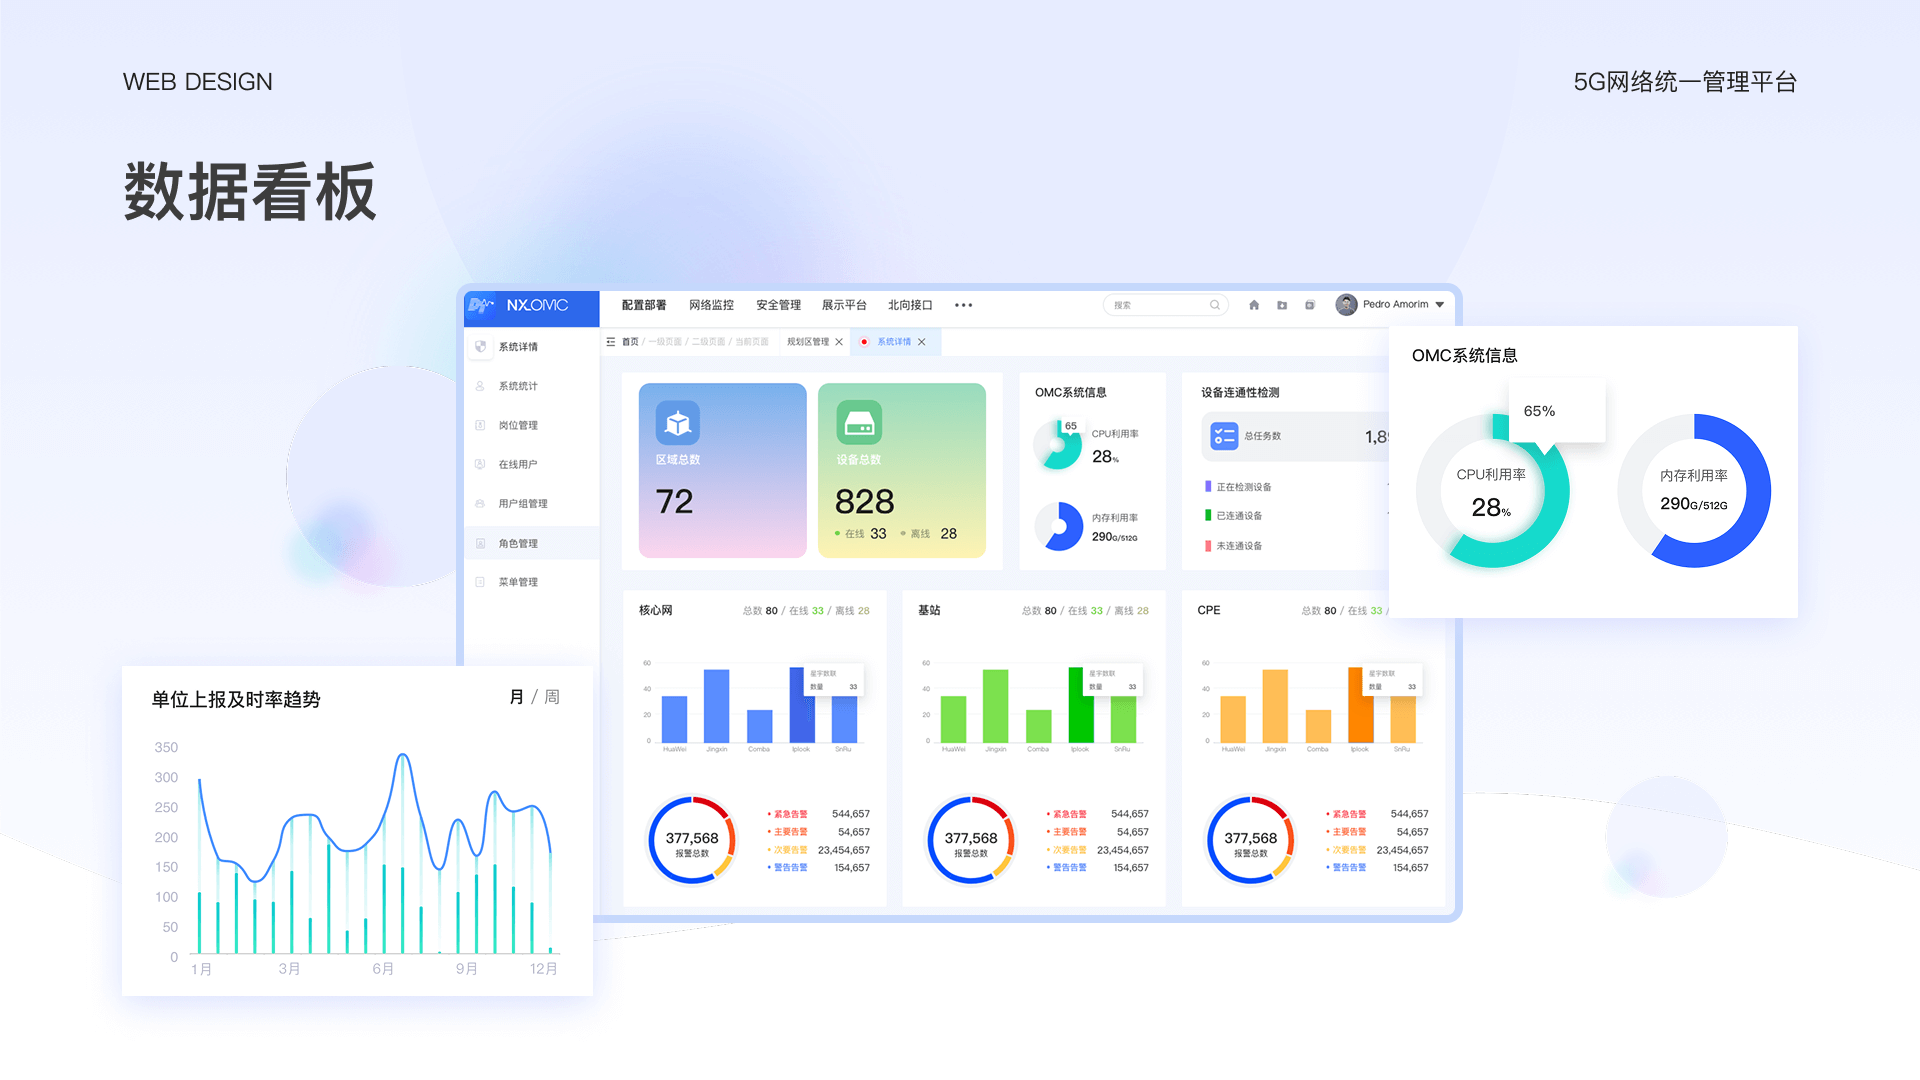 WEB DESIGN
5G网络统一管理平台
数据看板
NX.OMC
配置部署 网络监控 安全管理 展示平台 北向接口 •••
搜索
Pedro Amorim
首页 / 一级页面 / 二级页面 / 当前页面
规划区管理
系统详情
系统详情
系统统计
岗位管理
在线用户
用户组管理
角色管理
菜单管理
区域总数
72
设备总数
828
在线 33 离线 28
OMC系统信息
65
CPU利用率
28%
内存利用率
290G/512G
设备连通性检测
总任务数 1,89
正在检测设备
已连通设备
未连通设备
OMC系统信息
65%
CPU利用率
28%
内存利用率
290G/512G
核心网 总数 80 / 在线 33 / 离线 28
60
40
20
0
星宇数联
数量 33
HuaWei Jingxin Comba Iplook SnRu
377,568
报警总数
紧急告警 544,657
主要告警 54,657
次要告警 23,454,657
警告告警 154,657
基站 总数 80 / 在线 33 / 离线 28
60
40
20
0
星宇数联
数量 33
HuaWei Jingxin Comba Iplook SnRu
377,568
报警总数
紧急告警 544,657
主要告警 54,657
次要告警 23,454,657
警告告警 154,657
CPE 总数 80 / 在线 33 /
60
40
20
0
星宇数联
数量 33
HuaWei Jingxin Comba Iplook SnRu
377,568
报警总数
紧急告警 544,657
主要告警 54,657
次要告警 23,454,657
警告告警 154,657
单位上报及时率趋势 月 / 周
350
300
250
200
150
100
50
0
1月 3月 6月 9月 12月